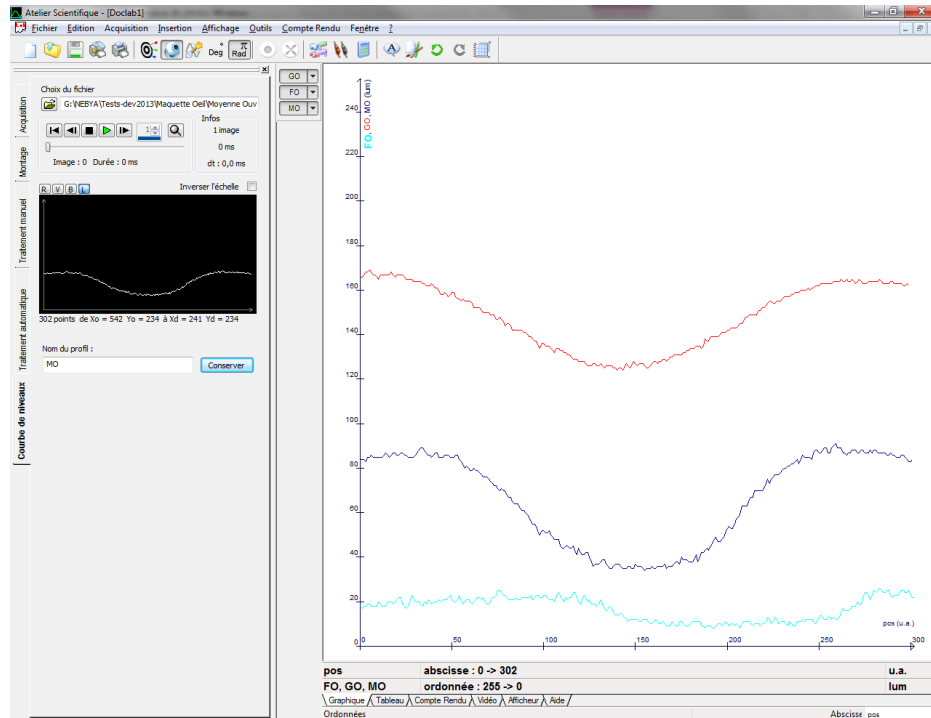 Atelier Scientifique - [Doclab1]
Fichier Edition Acquisition Insertion Affichage Outils Compte Rendu Fenêtre ?
Deg π Rad
GO
FO
MO
Acquisition
Montage
Traitement manuel
Traitement automatique
Courbe de niveaux
Choix du fichier
G:\NEBYA\Tests-dev2013\Maquette Oeil\Moyenne Ouv
1
Infos
1 image
0 ms
Image : 0 Durée : 0 ms
dt : 0,0 ms
R V B L
Inverser l'échelle
302 points de Xo = 542 Yo = 234 à Xd = 241 Yd = 234
Nom du profil :
MO
Conserver
FO, GO, MO (lum)
240
220
200
180
160
140
120
100
80
60
40
20
0
0 50 100 150 200 250 300
pos (u.a.)
pos abscisse : 0 -> 302 u.a.
FO, GO, MO ordonnée : 255 -> 0 lum
Graphique Tableau Compte Rendu Vidéo Afficheur Aide
Ordonnées Abscisse pos